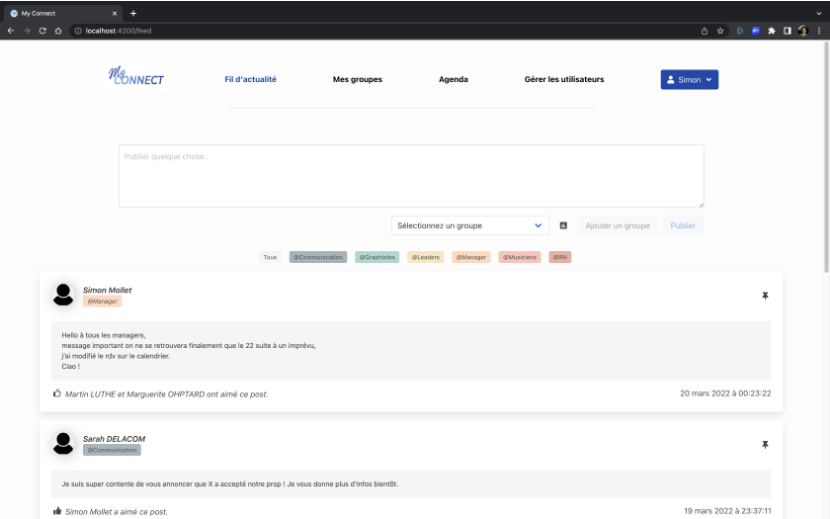 My Connect
localhost:4200/feed
My CONNECT
Fil d'actualité
Mes groupes
Agenda
Gérer les utilisateurs
Simon
Publier quelque chose..
Sélectionnez un groupe
Ajouter un groupe
Publier
Tous
@Communication
@Graphistes
@Leaders
@Manager
@Musiciens
@RH
Simon Mollet
@Manager
Hello à tous les managers,
message important on ne se retrouvera finalement que le 22 suite à un imprévu,
j'ai modifié le rdv sur le calendrier.
Ciao !
Martin LUTHE et Marguerite OHPTARD ont aimé ce post.
20 mars 2022 à 00:23:22
Sarah DELACOM
@Communication
Je suis super contente de vous annoncer que X a accepté notre prop ! Je vous donne plus d'infos bientôt.
Simon Mollet a aimé ce post.
19 mars 2022 à 23:37:11